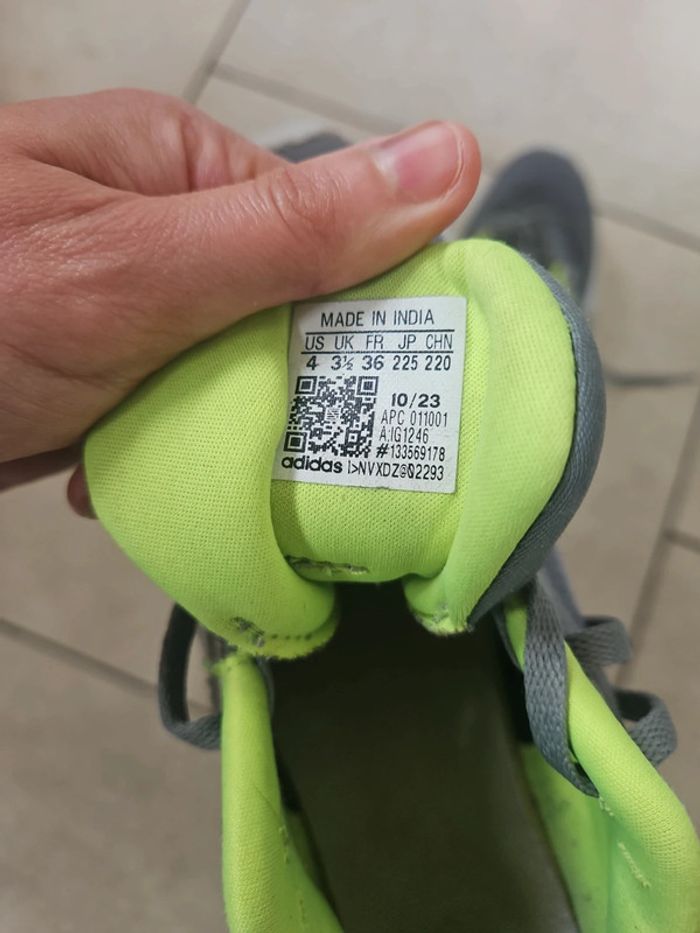 MADE IN INDIA
US UK FR JP CHN
4 3½ 36 225 220
10/23
APC 011001
A:IG1246
#133569178
adidas |>NVXDZ@02293